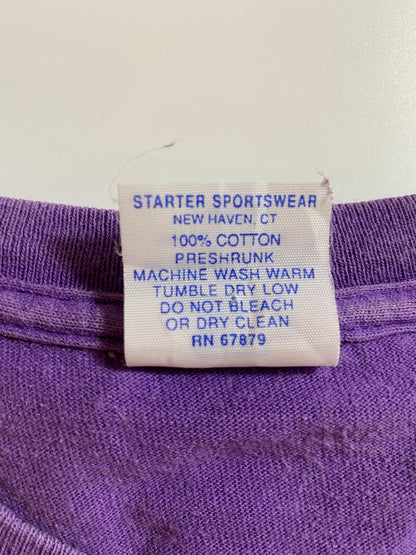 STARTER SPORTSWEAR
NEW HAVEN, CT
100% COTTON
PRESHRUNK
MACHINE WASH WARM
TUMBLE DRY LOW
DO NOT BLEACH
OR DRY CLEAN
RN 67879